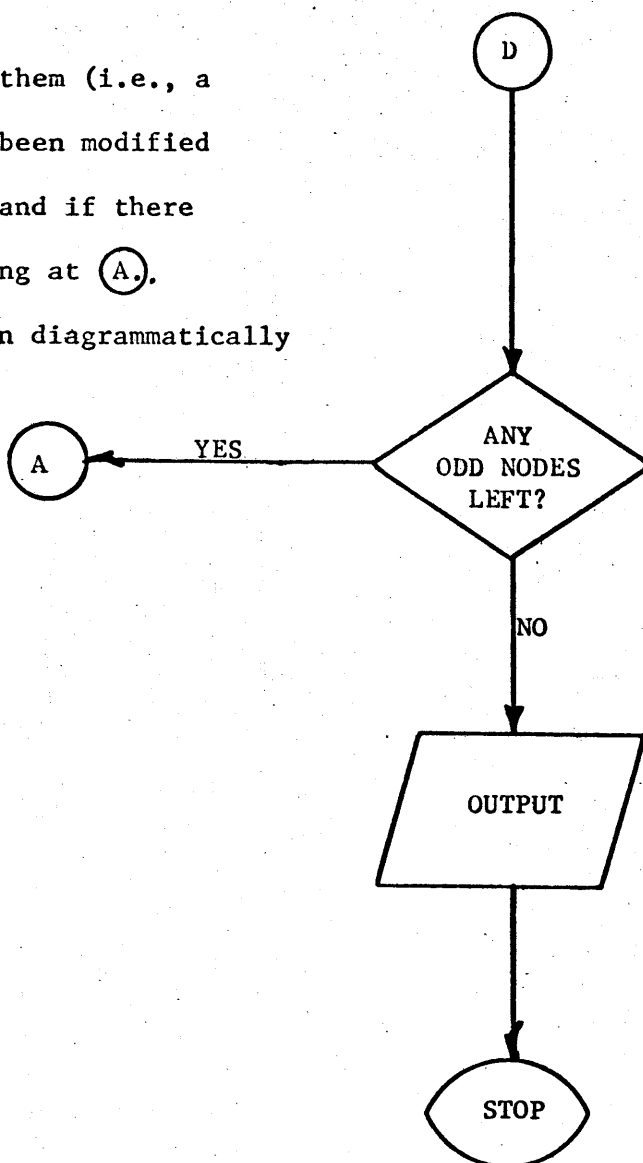 them (i.e., a
been modified
and if there
ng at A.
n diagrammatically
D
ANY
ODD NODES
LEFT?
YES
A
NO
OUTPUT
STOP